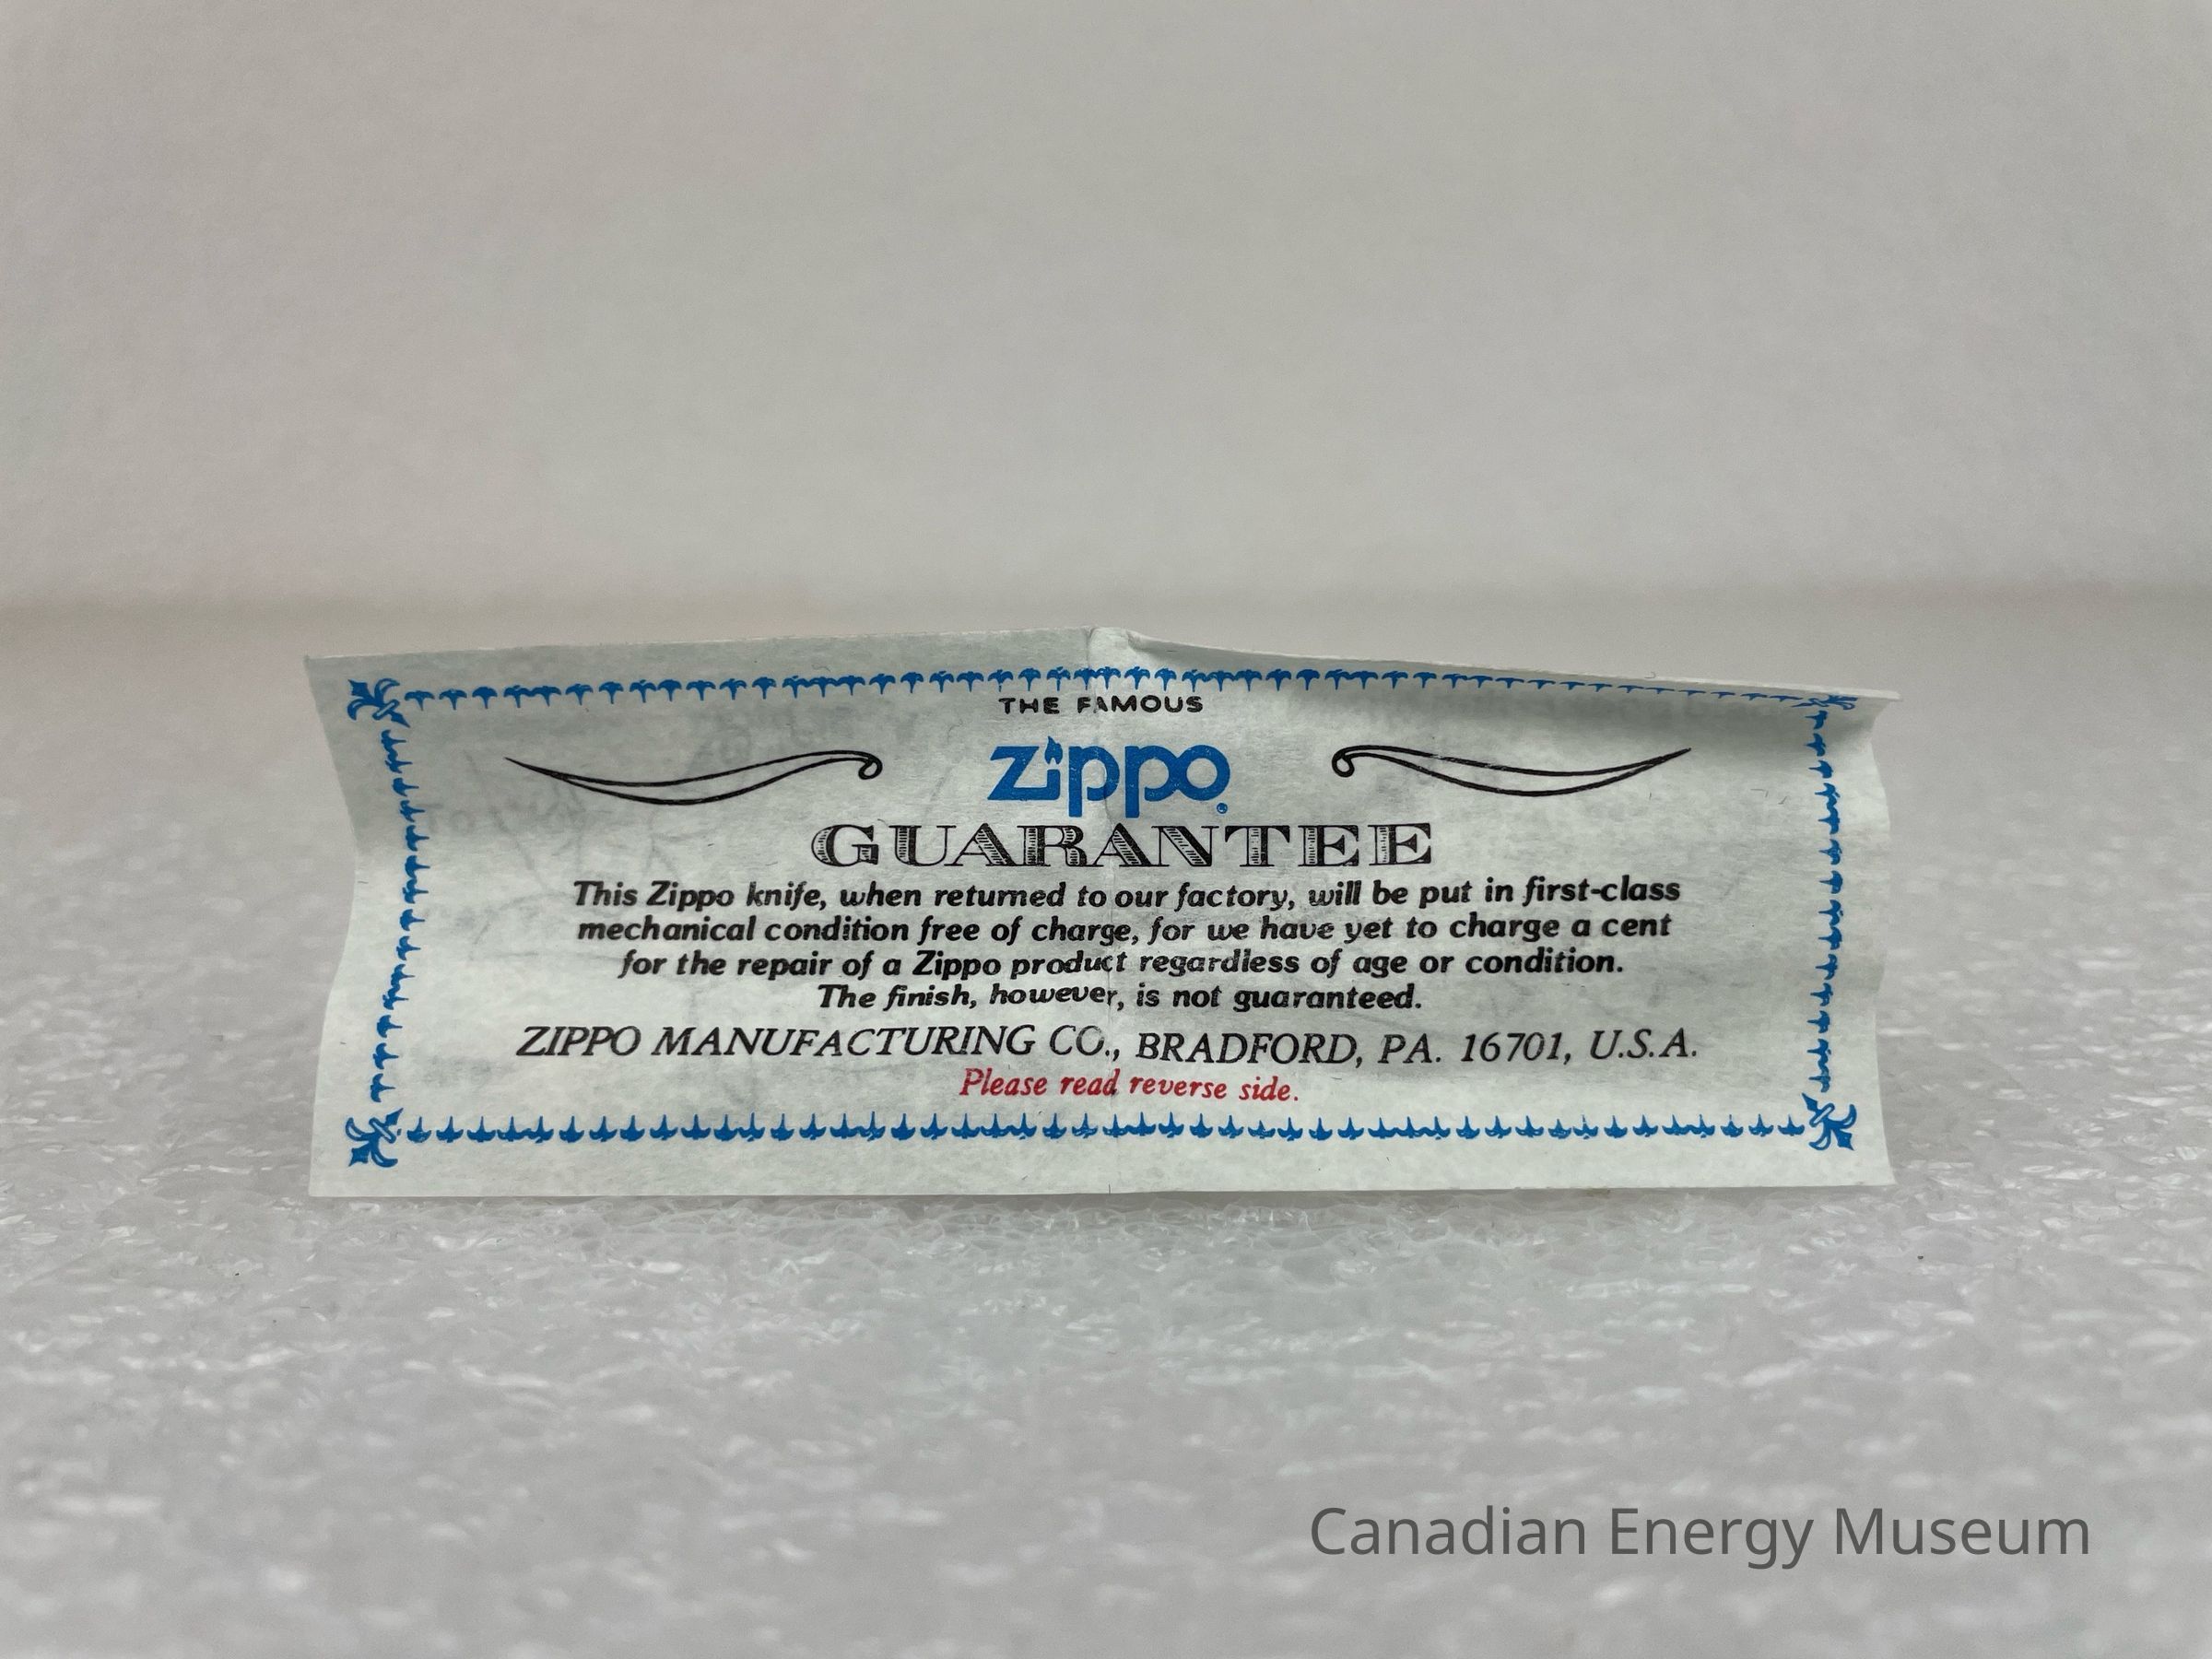 THE FAMOUS
zippo®
GUARANTEE
This Zippo knife, when returned to our factory, will be put in first-class
mechanical condition free of charge, for we have yet to charge a cent
for the repair of a Zippo product regardless of age or condition.
The finish, however, is not guaranteed.
ZIPPO MANUFACTURING CO., BRADFORD, PA. 16701, U.S.A.
Please read reverse side.
Canadian Energy Museum